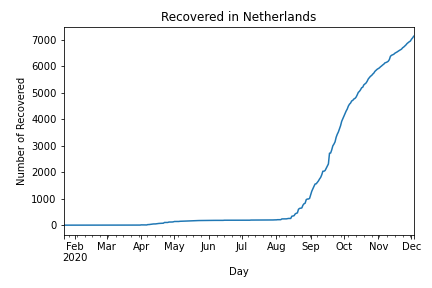 Recovered in Netherlands
Number of Recovered
7000
6000
5000
4000
3000
2000
1000
0
Feb Mar Apr May Jun Jul Aug Sep Oct Nov Dec
2020
Day